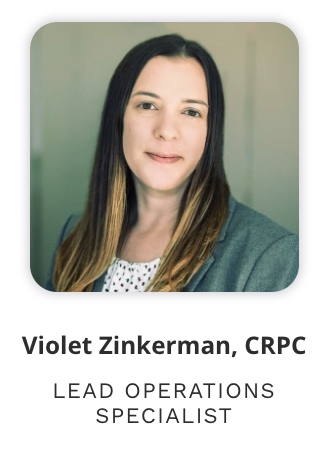 Violet Zinkerman, CRPC
LEAD OPERATIONS
SPECIALIST